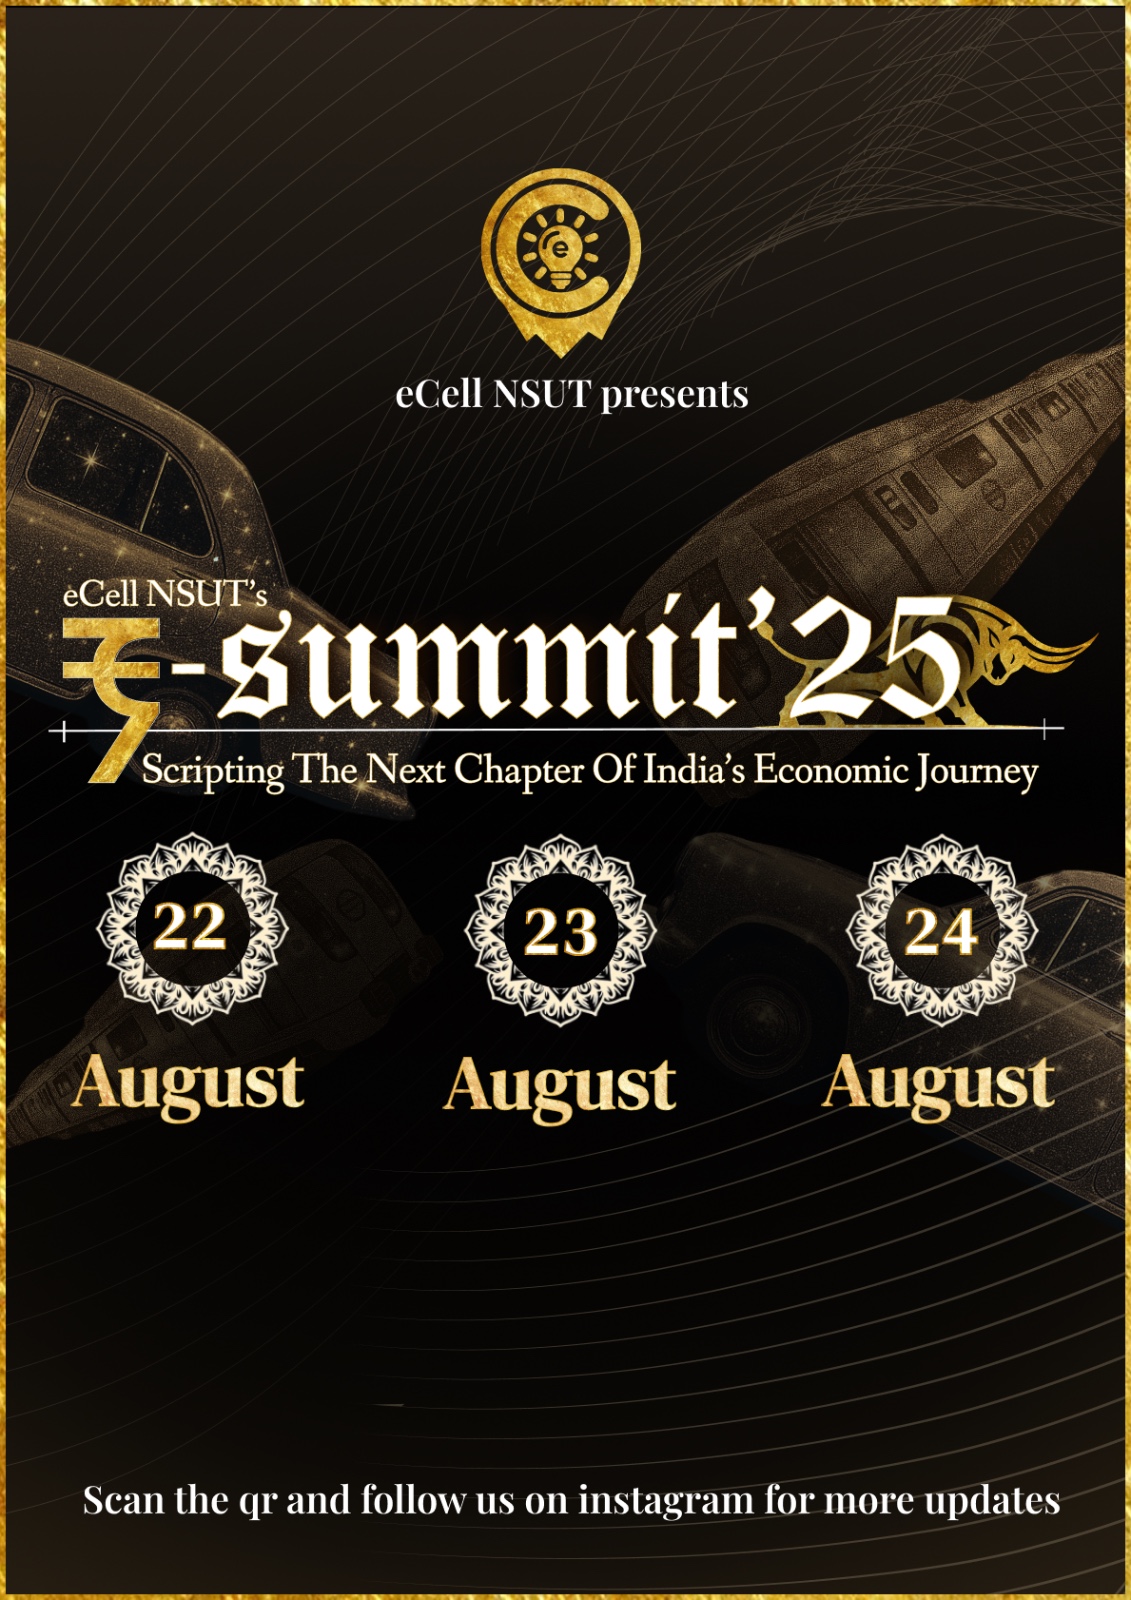 e
eCell NSUT presents
eCell NSUT's
₹-summit'25
Scripting The Next Chapter Of India's Economic Journey
22 23 24
August August August
Scan the qr and follow us on instagram for more updates